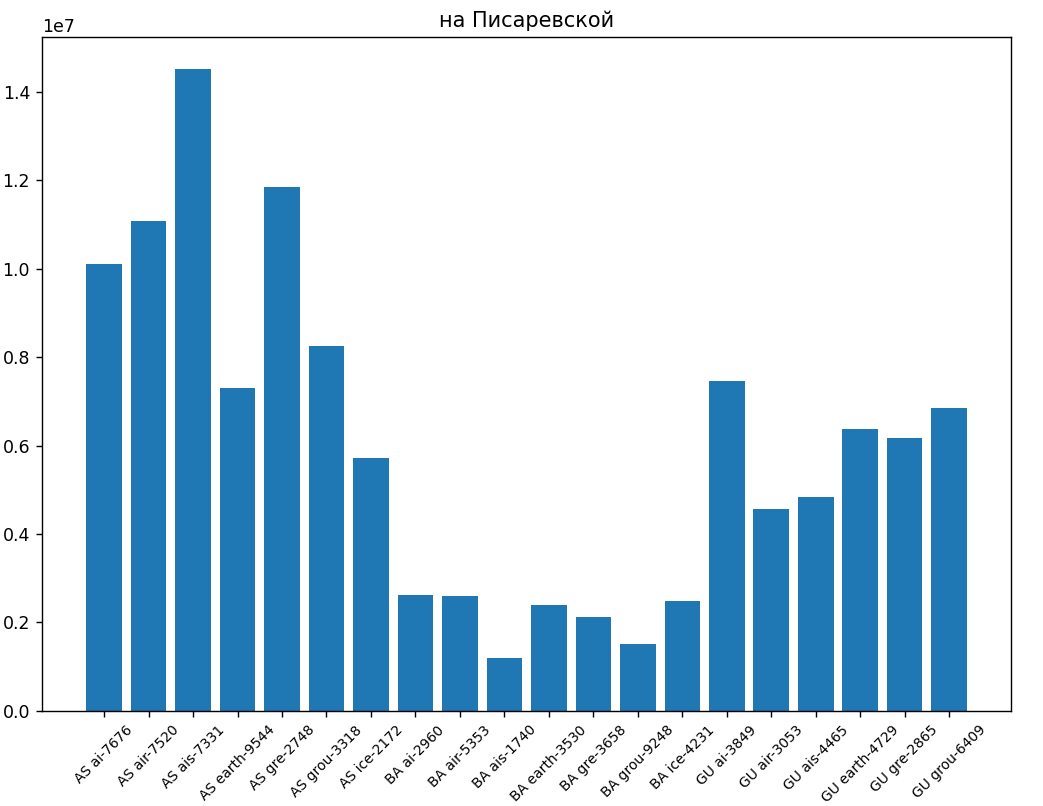 на Писаревской
1e7
1.4
1.2
1.0
0.8
0.6
0.4
0.2
0.0
AS ai-7676
AS air-7520
AS ais-7331
AS earth-9544
AS gre-2748
AS grou-3318
AS ice-2172
BA ai-2960
BA air-5353
BA ais-1740
BA earth-3530
BA gre-3658
BA grou-9248
BA ice-4231
GU ai-3849
GU air-3053
GU ais-4465
GU earth-4729
GU gre-2865
GU grou-6409